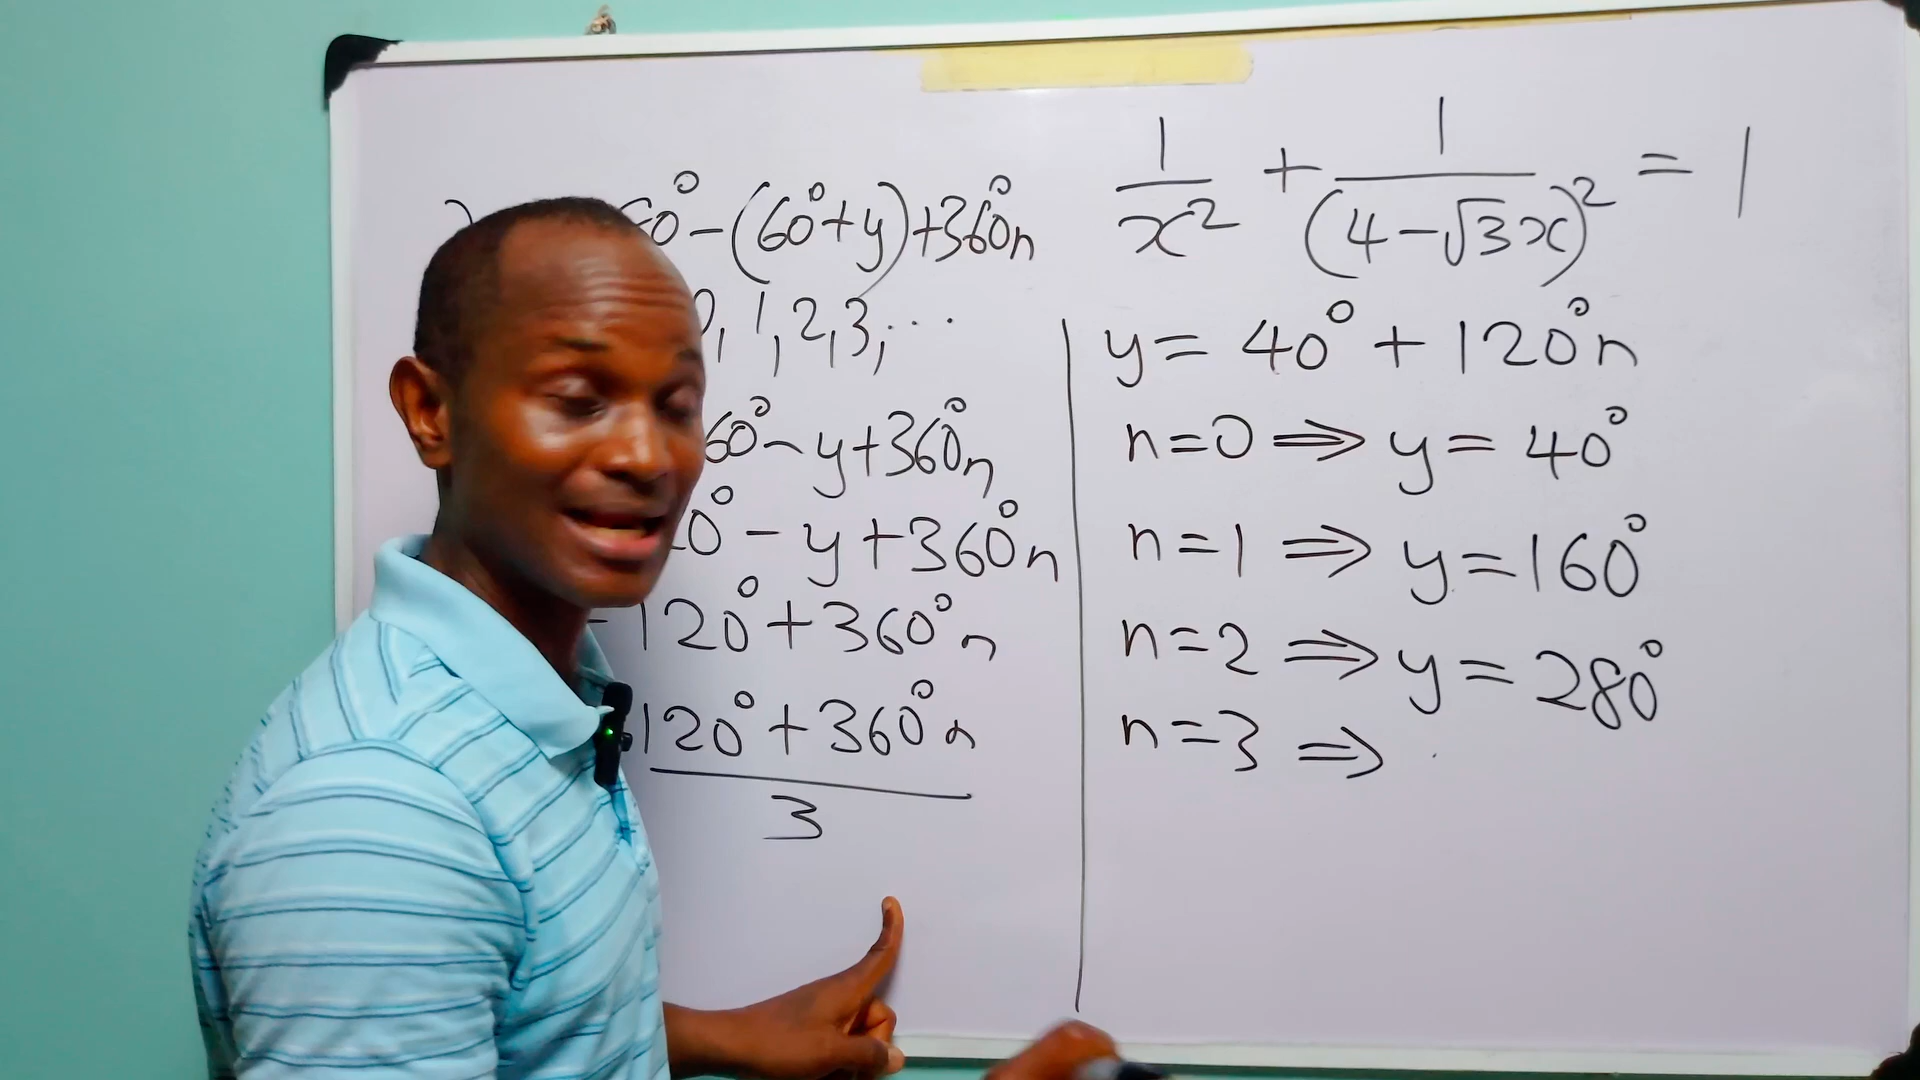 0° - (60° + y) + 360°n
0, 1, 2, 3, ...
60° - y + 360°n
0° - y + 360°n
-120° + 360°n
120° + 360°n
3
1/x² + 1/(4 - √3x)² = 1
y = 40° + 120°n
n = 0 ⟹ y = 40°
n = 1 ⟹ y = 160°
n = 2 ⟹ y = 280°
n = 3 ⟹